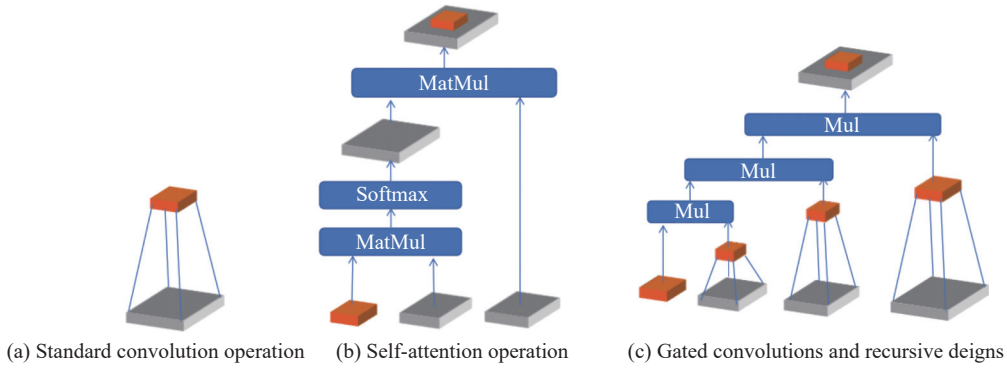 MatMul
Softmax
MatMul
Mul
Mul
Mul
(a) Standard convolution operation
(b) Self-attention operation
(c) Gated convolutions and recursive deigns